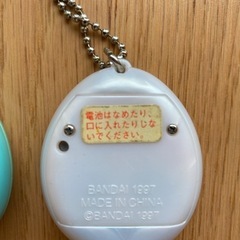 電池はなめたり、
口に入れたりしな
いでください。
BANDAI 1997
MADE IN CHINA
©BANDAI 1997